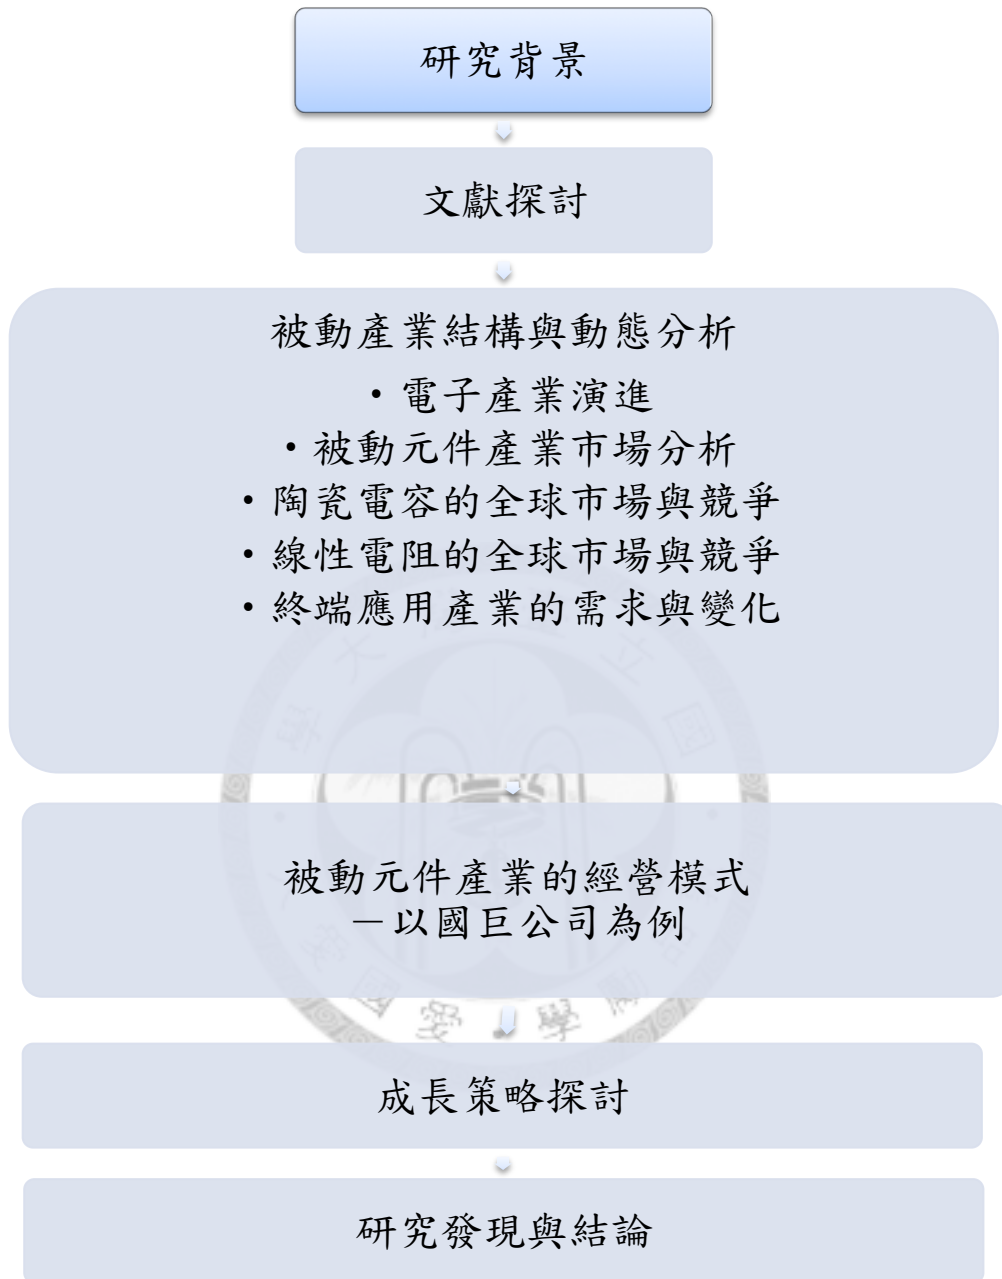 研究背景
文獻探討
被動產業結構與動態分析
・電子產業演進
・被動元件產業市場分析
・陶瓷電容的全球市場與競爭
・線性電阻的全球市場與競爭
・終端應用產業的需求與變化
被動元件產業的經營模式
－以國巨公司為例
成長策略探討
研究發現與結論